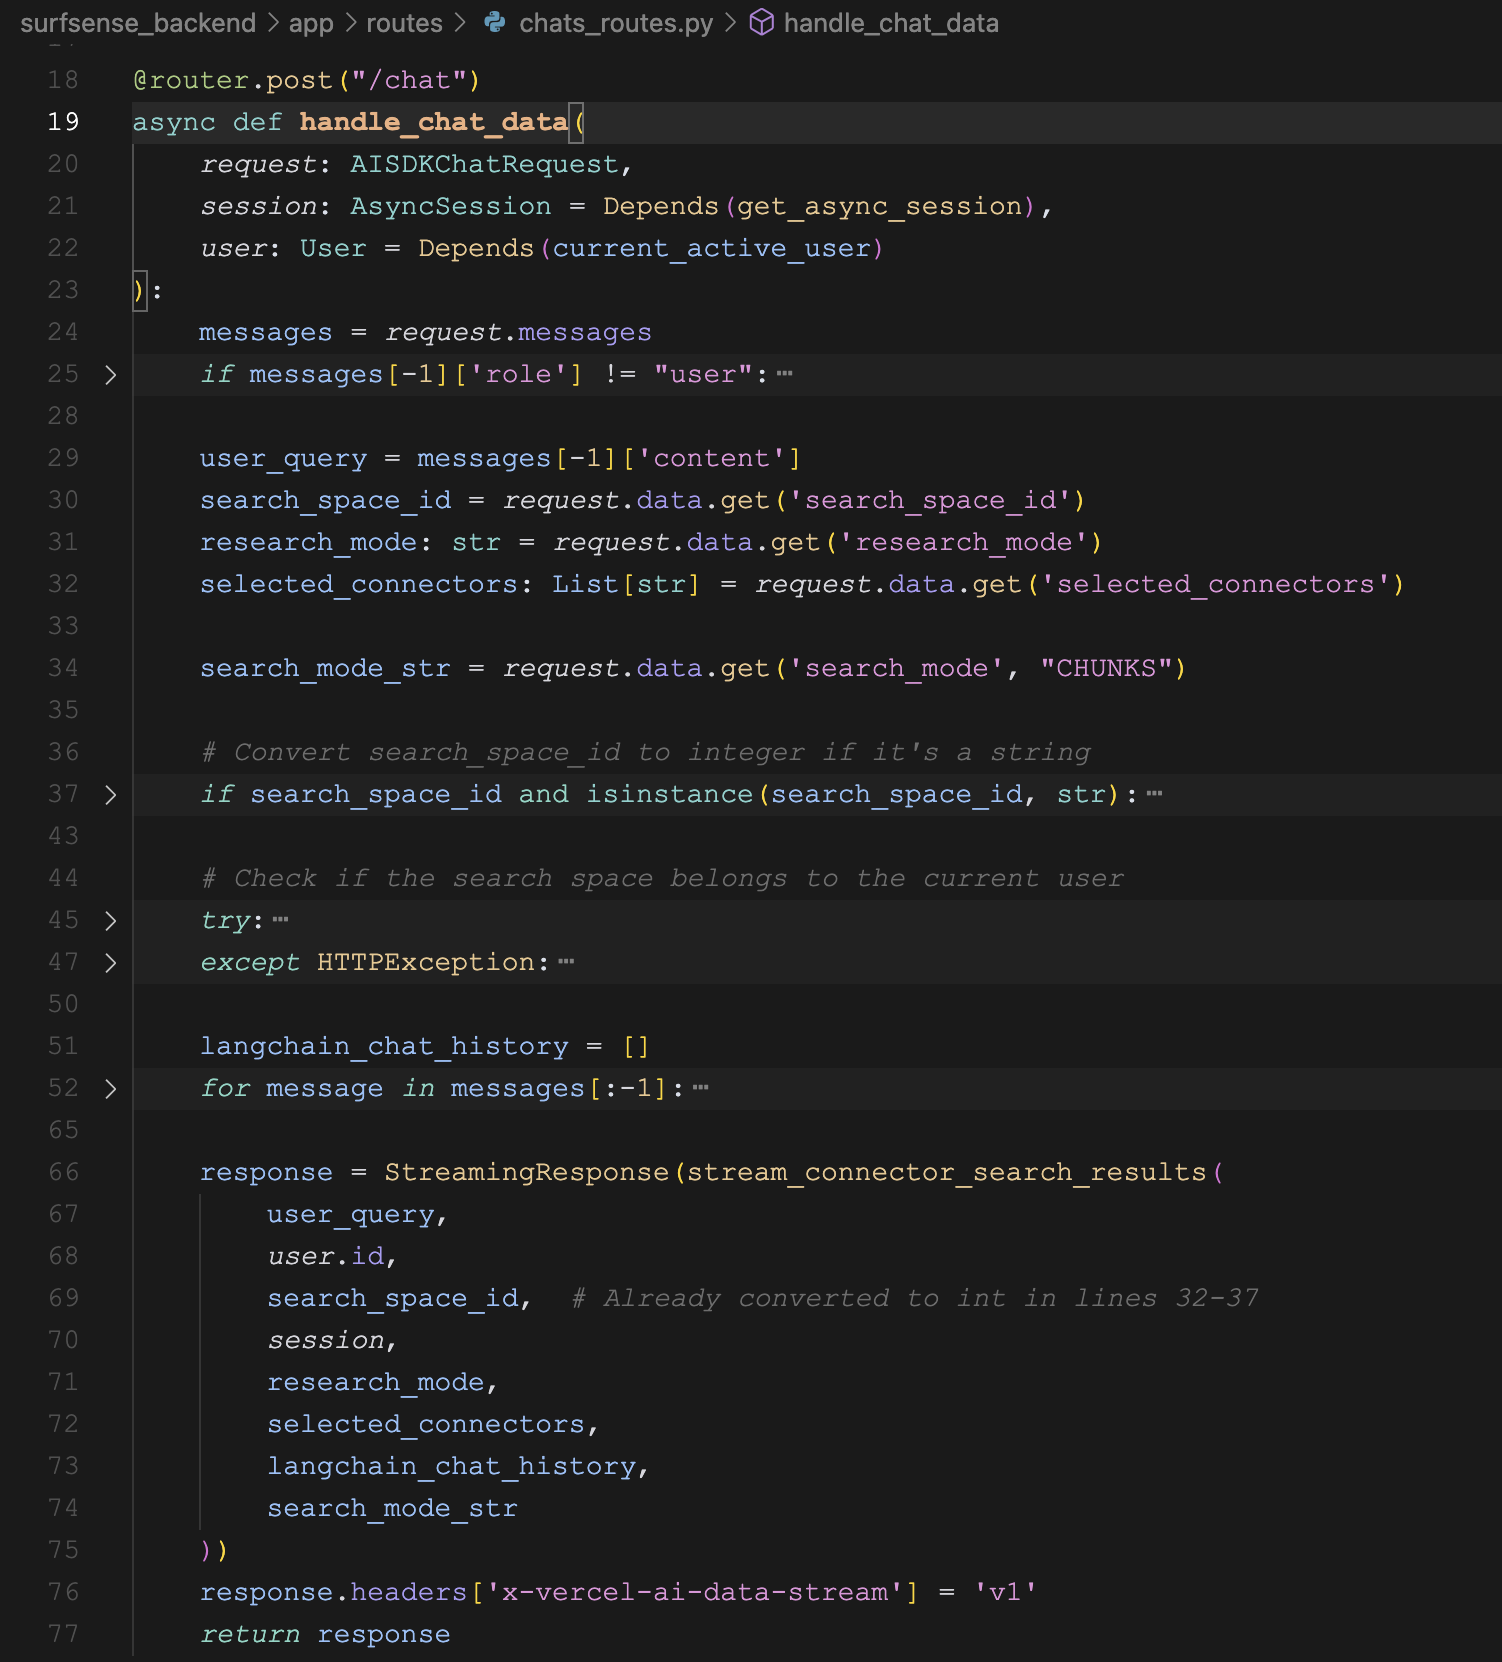 surfsense_backend > app > routes > chats_routes.py > handle_chat_data
18 @router.post("/chat")
19 async def handle_chat_data(
20     request: AISDKChatRequest,
21     session: AsyncSession = Depends(get_async_session),
22     user: User = Depends(current_active_user)
23 ):
24     messages = request.messages
25 >     if messages[-1]['role'] != "user":⋯
28
29     user_query = messages[-1]['content']
30     search_space_id = request.data.get('search_space_id')
31     research_mode: str = request.data.get('research_mode')
32     selected_connectors: List[str] = request.data.get('selected_connectors')
33
34     search_mode_str = request.data.get('search_mode', "CHUNKS")
35
36     # Convert search_space_id to integer if it's a string
37 >     if search_space_id and isinstance(search_space_id, str):⋯
43
44     # Check if the search space belongs to the current user
45 >     try:⋯
47 >     except HTTPException:⋯
50
51     langchain_chat_history = []
52 >     for message in messages[:-1]:⋯
65
66     response = StreamingResponse(stream_connector_search_results(
67         user_query,
68         user.id,
69         search_space_id,  # Already converted to int in lines 32-37
70         session,
71         research_mode,
72         selected_connectors,
73         langchain_chat_history,
74         search_mode_str
75     ))
76     response.headers['x-vercel-ai-data-stream'] = 'v1'
77     return response